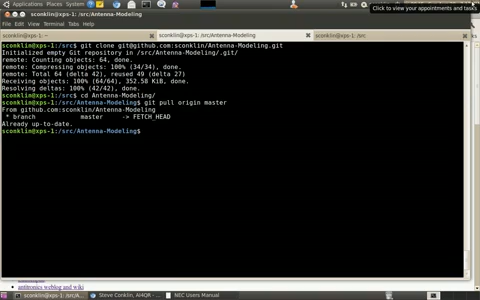 Applications Places System
Click to view your appointments and tasks
sconklin@xps-1: /src/Antenna-Modeling
File Edit View Terminal Tabs Help
sconklin@xps-1: ~
sconklin@xps-1: /src/Antenna-Modeling
sconklin@xps-1: /src
sconklin@xps-1:/src$ git clone git@github.com:sconklin/Antenna-Modeling.git
Initialized empty Git repository in /src/Antenna-Modeling/.git/
remote: Counting objects: 64, done.
remote: Compressing objects: 100% (34/34), done.
remote: Total 64 (delta 42), reused 49 (delta 27)
Receiving objects: 100% (64/64), 352.58 KiB, done.
Resolving deltas: 100% (42/42), done.
sconklin@xps-1:/src$ cd Antenna-Modeling/
sconklin@xps-1:/src/Antenna-Modeling$ git pull origin master
From github.com:sconklin/Antenna-Modeling
* branch master -> FETCH_HEAD
Already up-to-date.
sconklin@xps-1:/src/Antenna-Modeling$
antitronics weblog and wiki
sconklin@xps-1: /src/A...
Steve Conklin, AI4QR - ...
NEC Users Manual